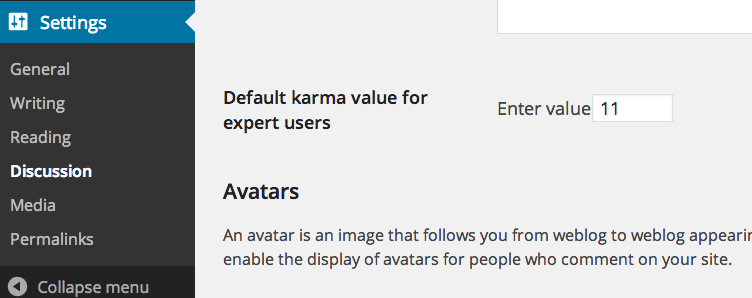 Settings
General
Writing
Reading
Discussion
Media
Permalinks
Collapse menu
Default karma value for
expert users
Enter value 11
Avatars
An avatar is an image that follows you from weblog to weblog
enable the display of avatars for people who comment on your site.